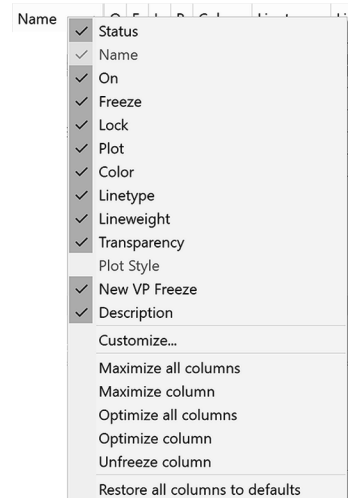 Name
Status
Name
On
Freeze
Lock
Plot
Color
Linetype
Lineweight
Transparency
Plot Style
New VP Freeze
Description
Customize...
Maximize all columns
Maximize column
Optimize all columns
Optimize column
Unfreeze column
Restore all columns to defaults